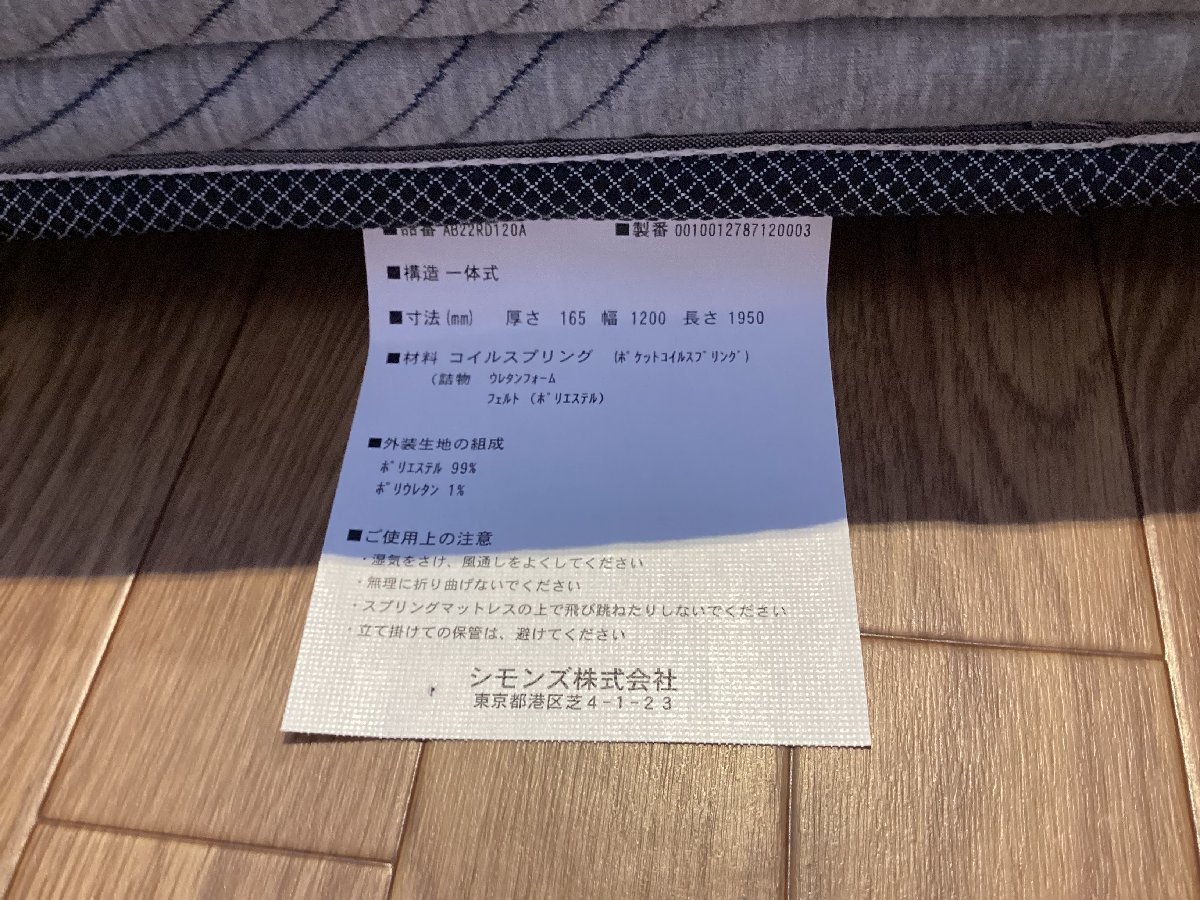 ■品番 AB22RD120A ■製番 0010012787120003
■構造 一体式
■寸法(mm) 厚さ 165 幅 1200 長さ 1950
■材料 コイルスプリング (ポケットコイルスプリング)
(詰物 ウレタンフォーム
フェルト (ポリエステル)
■外装生地の組成
ポリエステル 99%
ポリウレタン 1%
■ご使用上の注意
・湿気をさけ、風通しをよくしてください
・無理に折り曲げないでください
・スプリングマットレスの上で飛び跳ねたりしないでください
・立て掛けての保管は、避けてください
シモンズ株式会社
東京都港区芝4-1-23